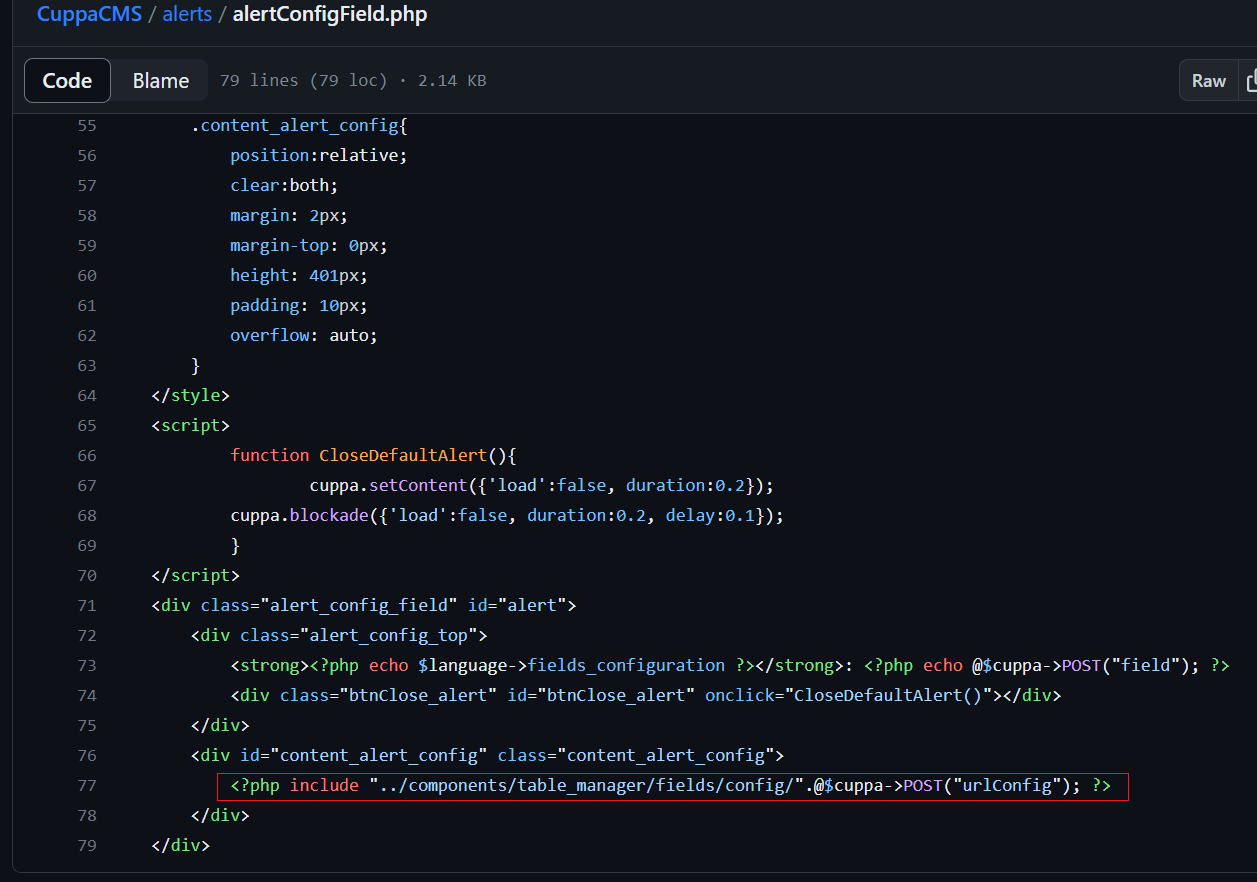 CuppaCMS / alerts / alertConfigField.php
Code Blame 79 lines (79 loc) · 2.14 KB Raw
55 .content_alert_config{
56 position:relative;
57 clear:both;
58 margin: 2px;
59 margin-top: 0px;
60 height: 401px;
61 padding: 10px;
62 overflow: auto;
63 }
64 </style>
65 <script>
66 function CloseDefaultAlert(){
67 cuppa.setContent({'load':false, duration:0.2});
68 cuppa.blockade({'load':false, duration:0.2, delay:0.1});
69 }
70 </script>
71 <div class="alert_config_field" id="alert">
72 <div class="alert_config_top">
73 <strong><?php echo $language->fields_configuration ?></strong>: <?php echo @$cuppa->POST("field"); ?>
74 <div class="btnClose_alert" id="btnClose_alert" onclick="CloseDefaultAlert()"></div>
75 </div>
76 <div id="content_alert_config" class="content_alert_config">
77 <?php include "../components/table_manager/fields/config/".@$cuppa->POST("urlConfig"); ?>
78 </div>
79 </div>